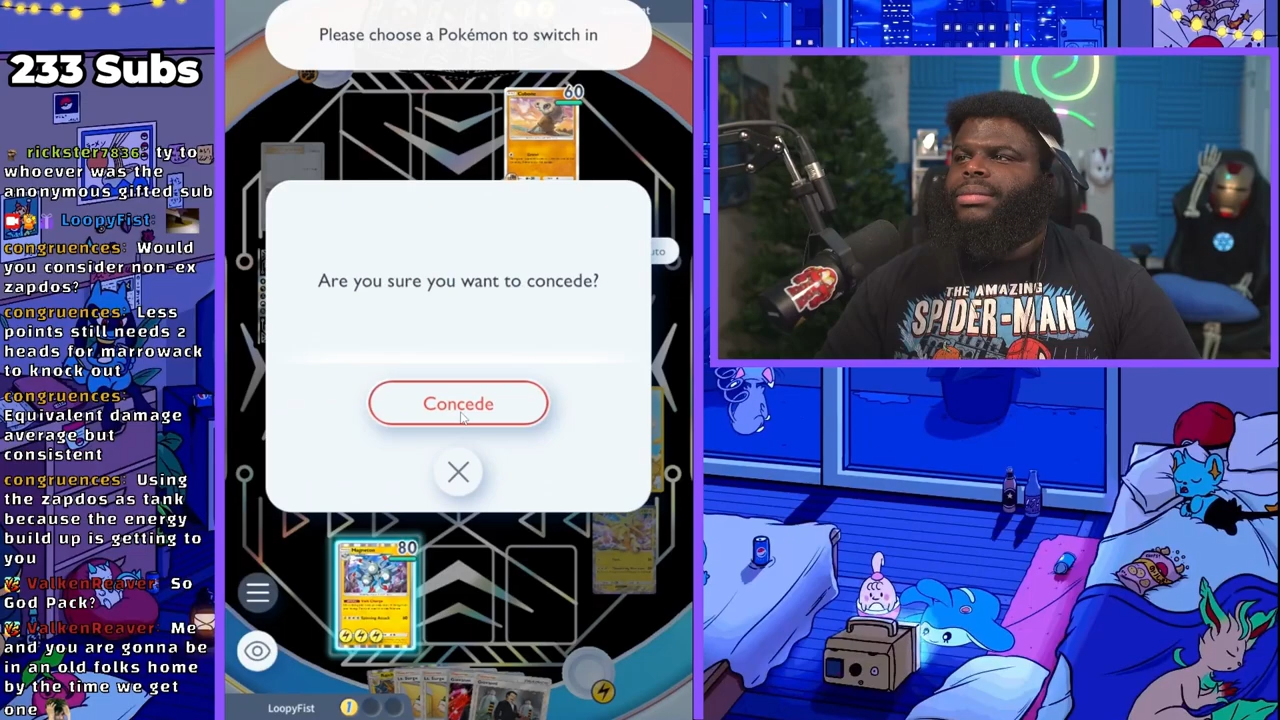 233 Subs
rickster7836: ty to
whoever was the
anonymous gifted sub
LoopyFist:
congruences: Would
you consider non-ex
zapdos?
congruences: Less
points still needs 2
heads for marrowack
to knock out
congruences:
Equivalent damage
average but
consistent
congruences: Using
the zapdos as tank
because the energy
build up is getting to
you
ValkenReaver: So
God Pack?
ValkenReaver: Me
and you are gonna be
in an old folks home
by the time we get
one
Please choose a Pokémon to switch in
Cubone 60
Are you sure you want to concede?
Concede
Magneton 80
LoopyFist 1
THE AMAZING
SPIDER-MAN